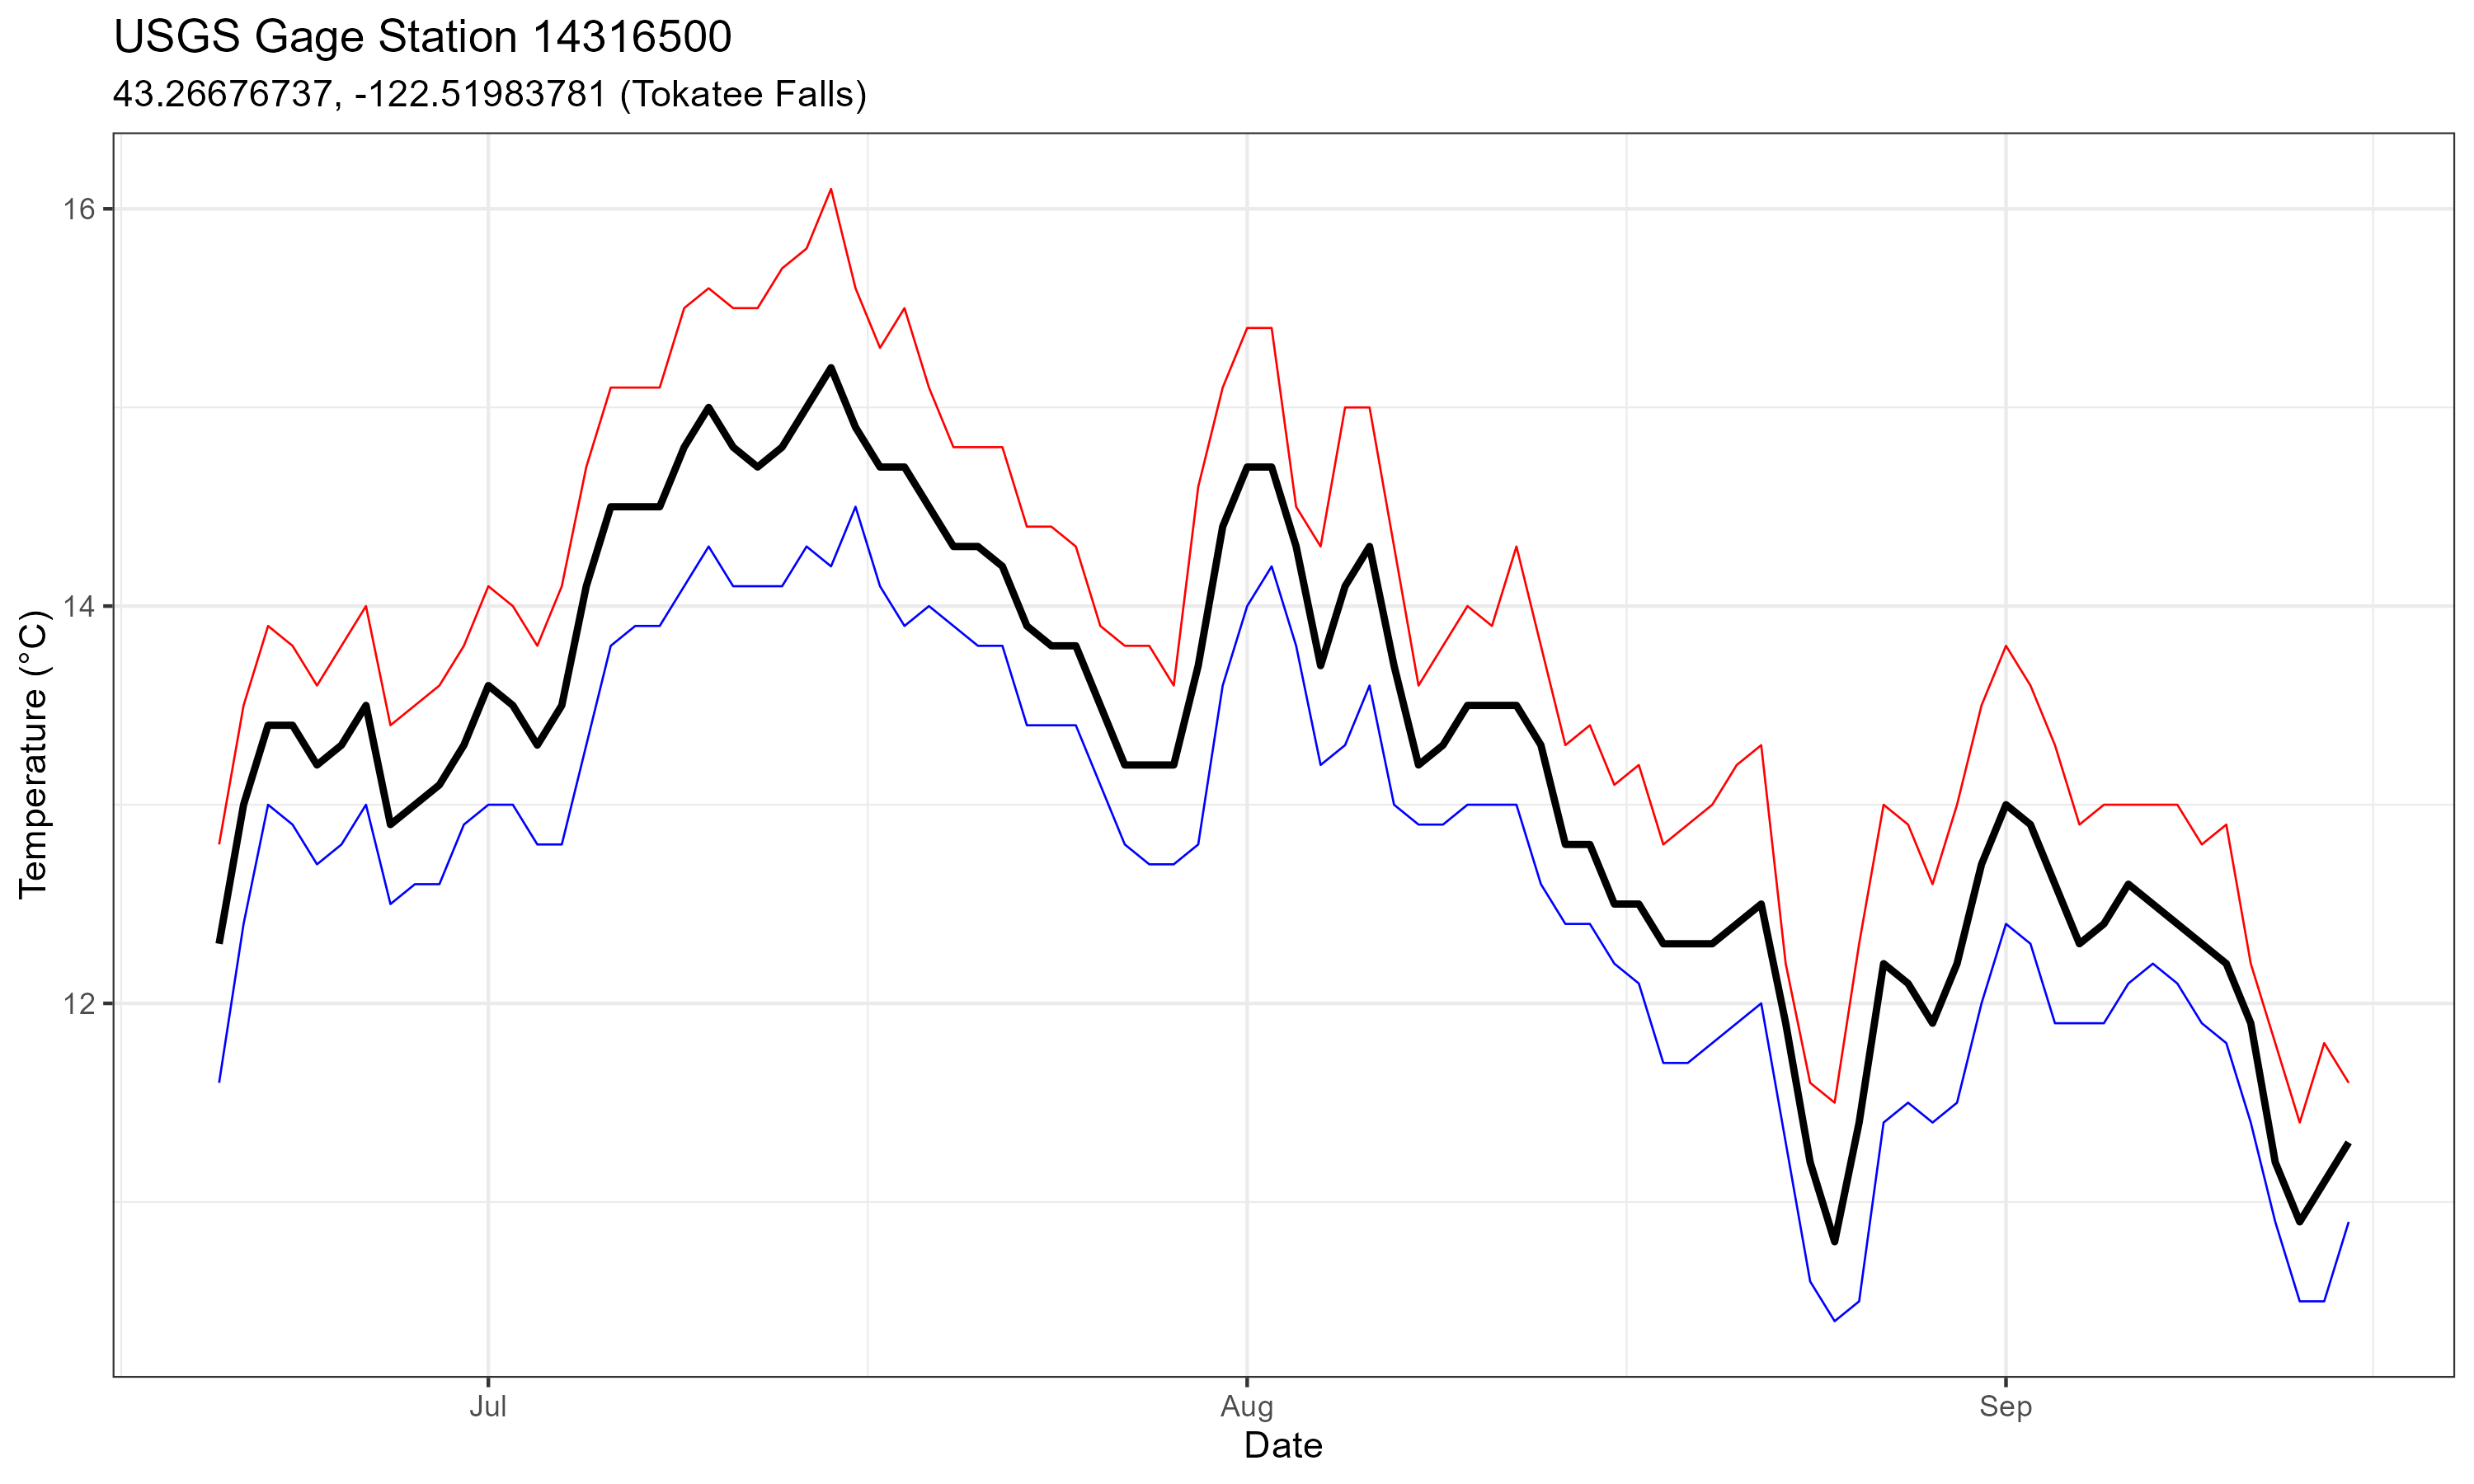 USGS Gage Station 14316500
43.26676737, -122.51983781 (Tokatee Falls)
Temperature (°C)
16
14
12
Jul
Aug
Sep
Date